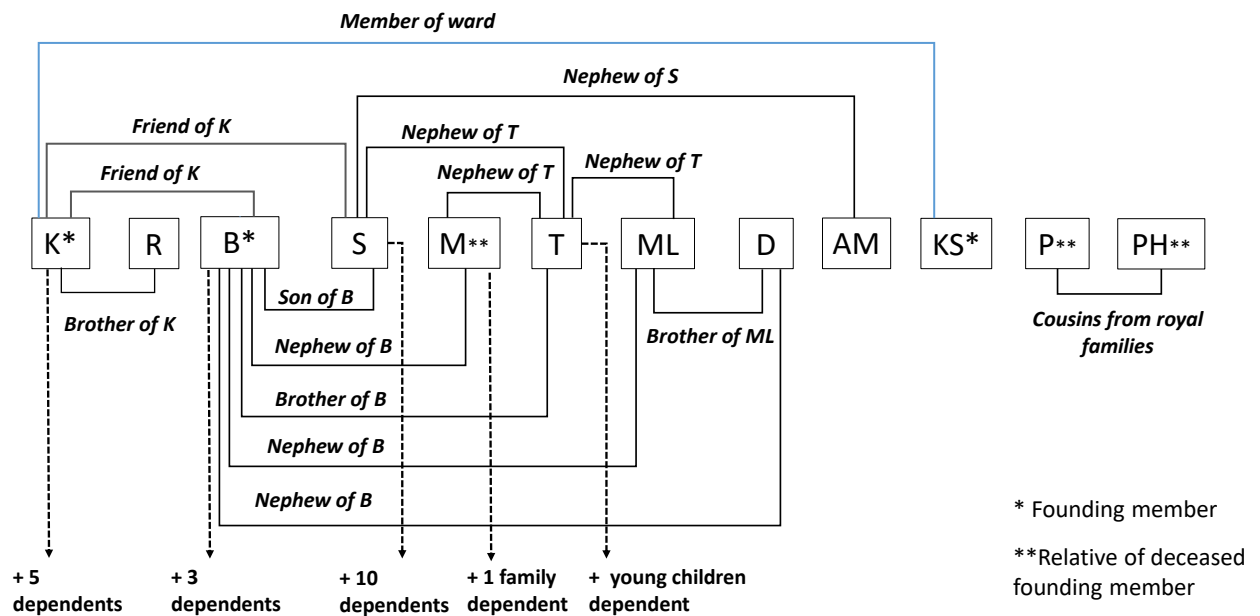 Member of ward
Nephew of S
Friend of K
Nephew of T
Nephew of T
Nephew of T
Friend of K
K*
R
B*
S
M**
T
ML
D
AM
KS*
P**
PH**
Son of B
Brother of K
Brother of ML
Cousins from royal
families
Nephew of B
Brother of B
Nephew of B
Nephew of B
* Founding member
**Relative of deceased
founding member
+ 5
dependents
+ 3
dependents
+ 10
dependents
+ 1 family
dependent
+ young children
dependent